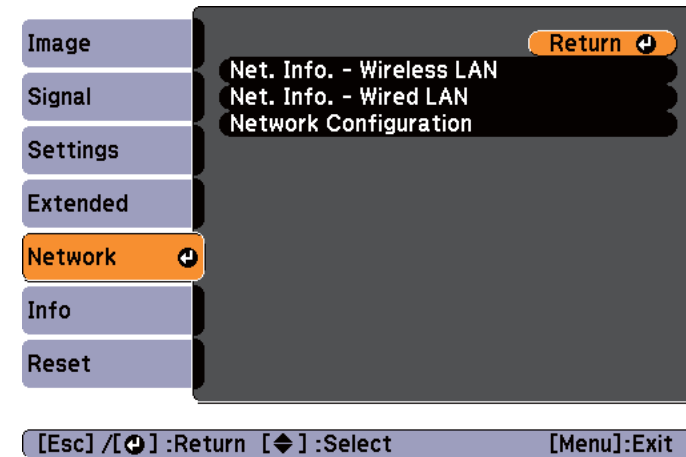 Image
Signal
Settings
Extended
Network
Info
Reset
Return
Net. Info. - Wireless LAN
Net. Info. - Wired LAN
Network Configuration
[Esc] /[⏎] :Return [◆] :Select [Menu]:Exit